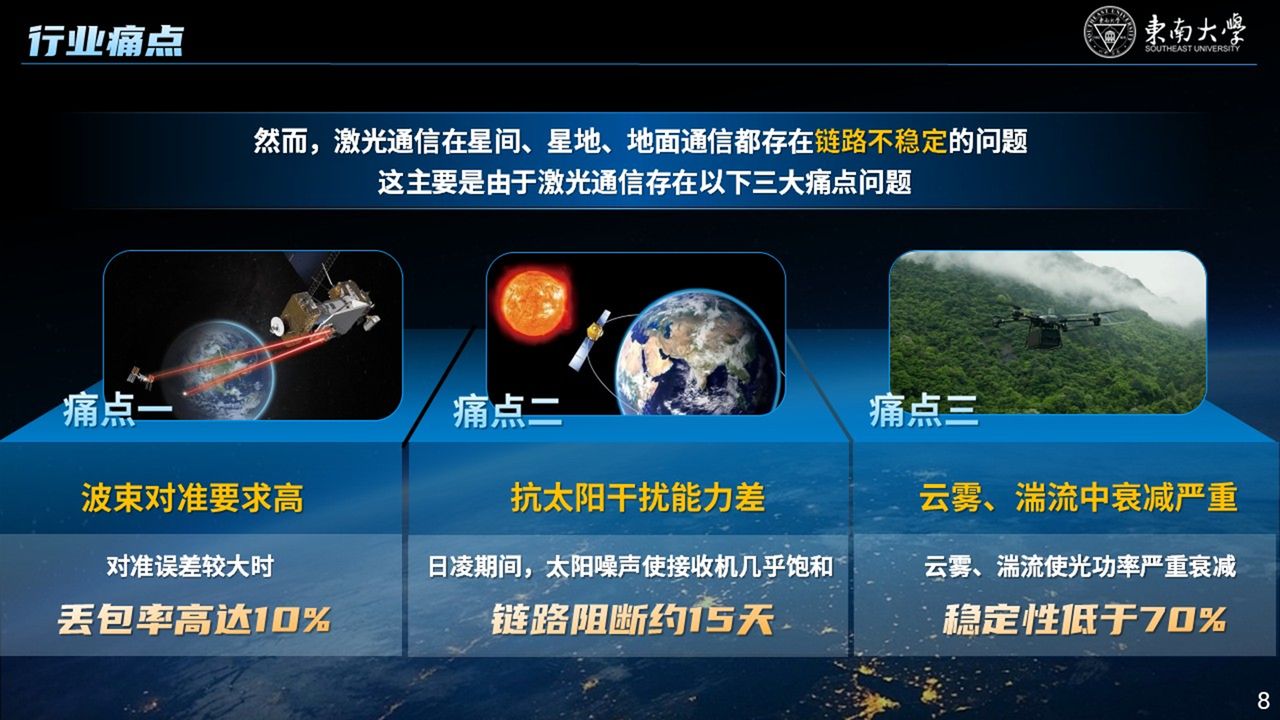 行业痛点
東南大学
SOUTHEAST UNIVERSITY
然而，激光通信在星间、星地、地面通信都存在链路不稳定的问题
这主要是由于激光通信存在以下三大痛点问题
痛点一
波束对准要求高
对准误差较大时
丢包率高达10%
痛点二
抗太阳干扰能力差
日凌期间，太阳噪声使接收机几乎饱和
链路阻断约15天
痛点三
云雾、湍流中衰减严重
云雾、湍流使光功率严重衰减
稳定性低于70%
8